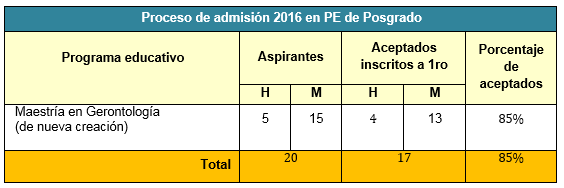 Proceso de admisión 2016 en PE de Posgrado
Programa educativo Aspirantes Aceptados inscritos a 1ro Porcentaje de aceptados
H M H M
Maestría en Gerontología 5 15 4 13 85%
(de nueva creación)
Total 20 17 85%